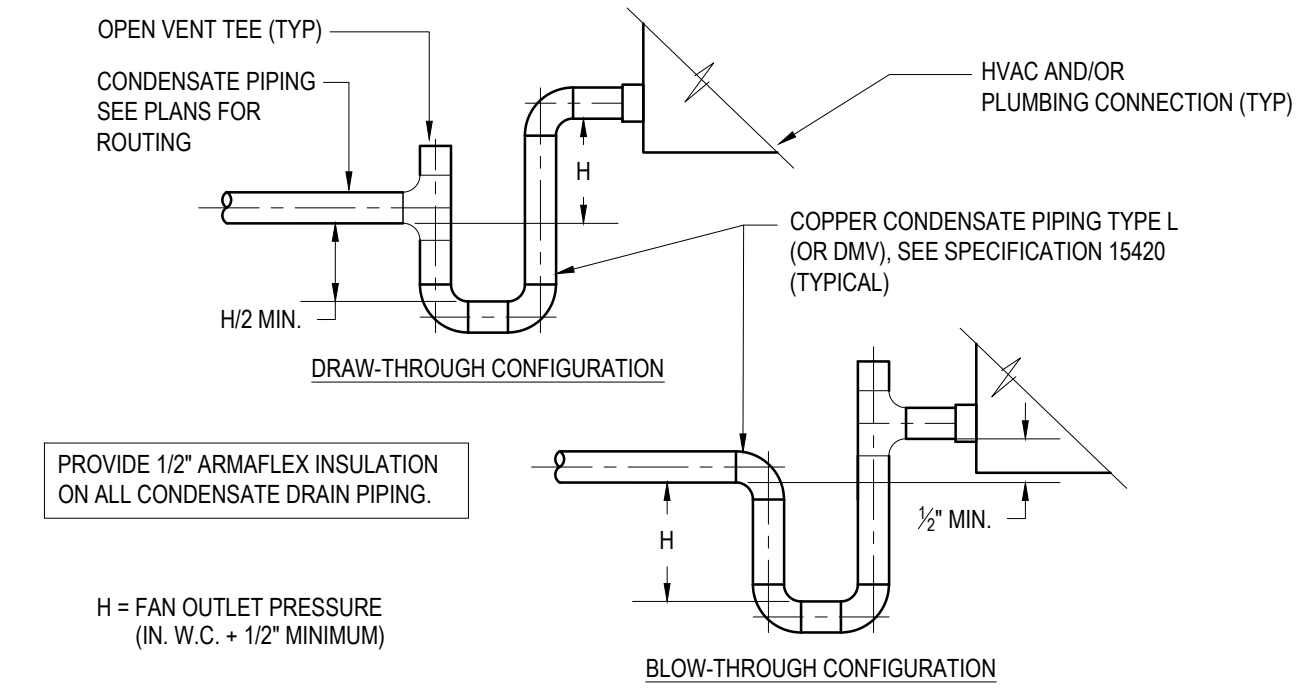 OPEN VENT TEE (TYP)
CONDENSATE PIPING
SEE PLANS FOR
ROUTING
HVAC AND/OR
PLUMBING CONNECTION (TYP)
H
COPPER CONDENSATE PIPING TYPE L
(OR DMV), SEE SPECIFICATION 15420
(TYPICAL)
H/2 MIN.
DRAW-THROUGH CONFIGURATION
PROVIDE 1/2" ARMAFLEX INSULATION
ON ALL CONDENSATE DRAIN PIPING.
½" MIN.
H
H = FAN OUTLET PRESSURE
(IN. W.C. + 1/2" MINIMUM)
BLOW-THROUGH CONFIGURATION